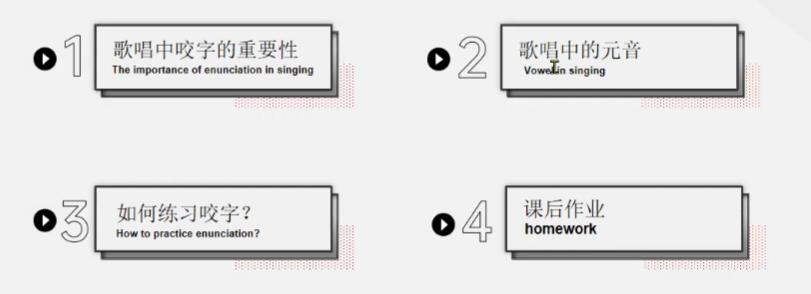 1
歌唱中咬字的重要性
The importance of enunciation in singing
2
歌唱中的元音
Vowel in singing
3
如何练习咬字？
How to practice enunciation?
4
课后作业
homework